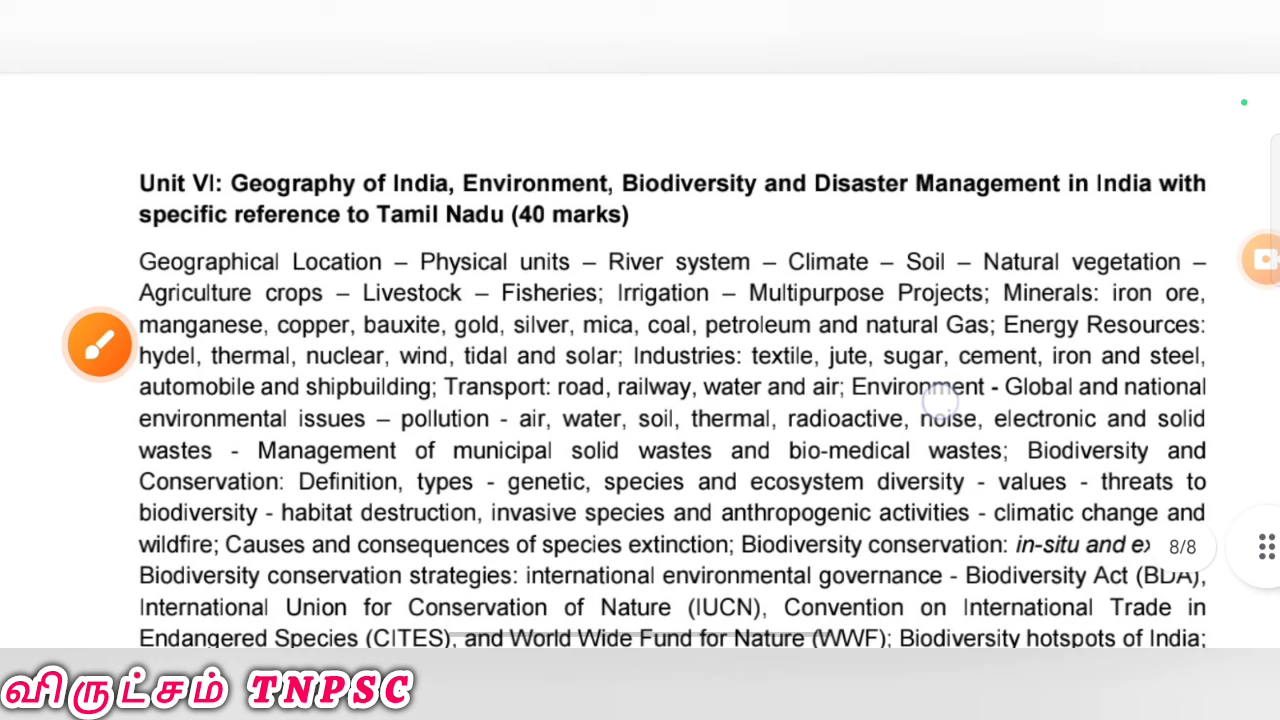 Unit VI: Geography of India, Environment, Biodiversity and Disaster Management in India with
specific reference to Tamil Nadu (40 marks)
Geographical Location – Physical units – River system – Climate – Soil – Natural vegetation –
Agriculture crops – Livestock – Fisheries; Irrigation – Multipurpose Projects; Minerals: iron ore,
manganese, copper, bauxite, gold, silver, mica, coal, petroleum and natural Gas; Energy Resources:
hydel, thermal, nuclear, wind, tidal and solar; Industries: textile, jute, sugar, cement, iron and steel,
automobile and shipbuilding; Transport: road, railway, water and air; Environment - Global and national
environmental issues – pollution - air, water, soil, thermal, radioactive, noise, electronic and solid
wastes - Management of municipal solid wastes and bio-medical wastes; Biodiversity and
Conservation: Definition, types - genetic, species and ecosystem diversity - values - threats to
biodiversity - habitat destruction, invasive species and anthropogenic activities - climatic change and
wildfire; Causes and consequences of species extinction; Biodiversity conservation: in-situ and
8/8
Biodiversity conservation strategies: international environmental governance - Biodiversity Act (BDA),
International Union for Conservation of Nature (IUCN), Convention on International Trade in
Endangered Species (CITES), and World Wide Fund for Nature (WWF); Biodiversity hotspots of India;
விருட்சம் TNPSC